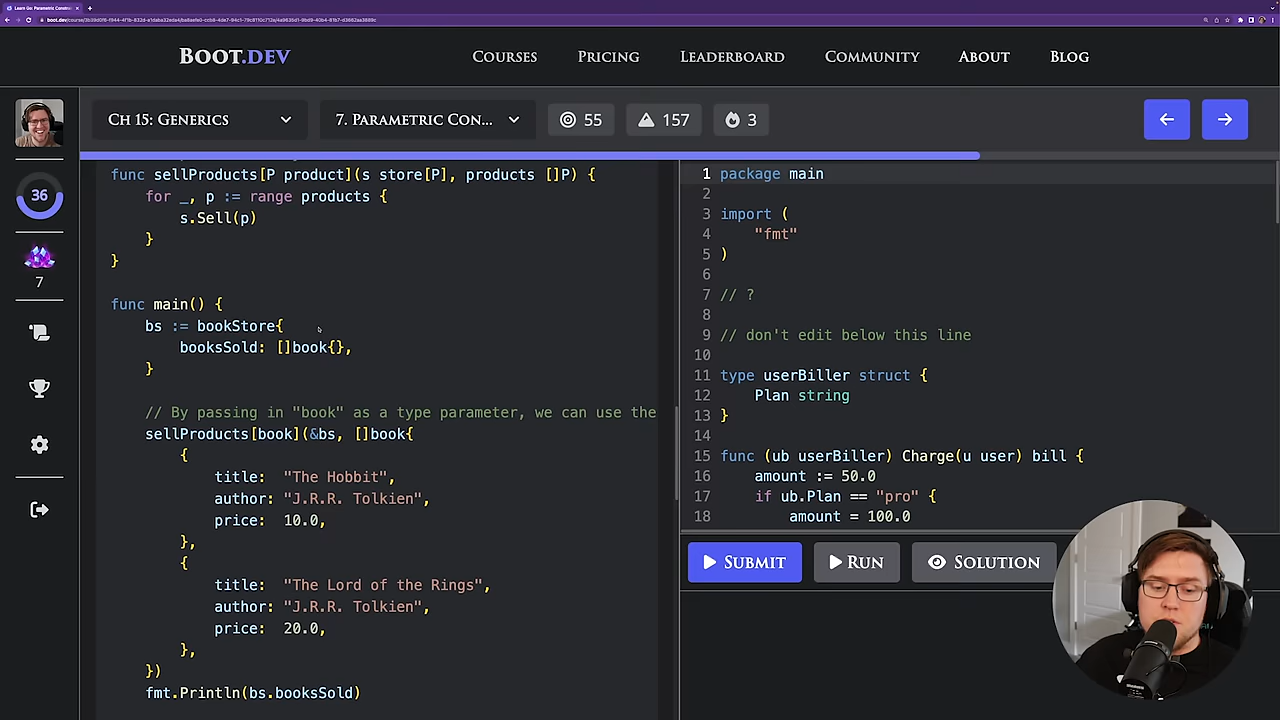 Learn Go: Parametric Constr
BOOT.DEV
COURSES
PRICING
LEADERBOARD
COMMUNITY
ABOUT
BLOG
CH 15: GENERICS
7. PARAMETRIC CON...
55
157
3
36
7
func sellProducts[P product](s store[P], products []P) {
for _, p := range products {
s.Sell(p)
}
}
func main() {
bs := bookStore{
booksSold: []book{},
}
// By passing in "book" as a type parameter, we can use the
sellProducts[book](&bs, []book{
{
title: "The Hobbit",
author: "J.R.R. Tolkien",
price: 10.0,
},
{
title: "The Lord of the Rings",
author: "J.R.R. Tolkien",
price: 20.0,
},
})
fmt.Println(bs.booksSold)
1 package main
2
3 import (
4 "fmt"
5 )
6
7 // ?
8
9 // don't edit below this line
10
11 type userBiller struct {
12 Plan string
13 }
14
15 func (ub userBiller) Charge(u user) bill {
16 amount := 50.0
17 if ub.Plan == "pro" {
18 amount = 100.0
SUBMIT
RUN
SOLUTION